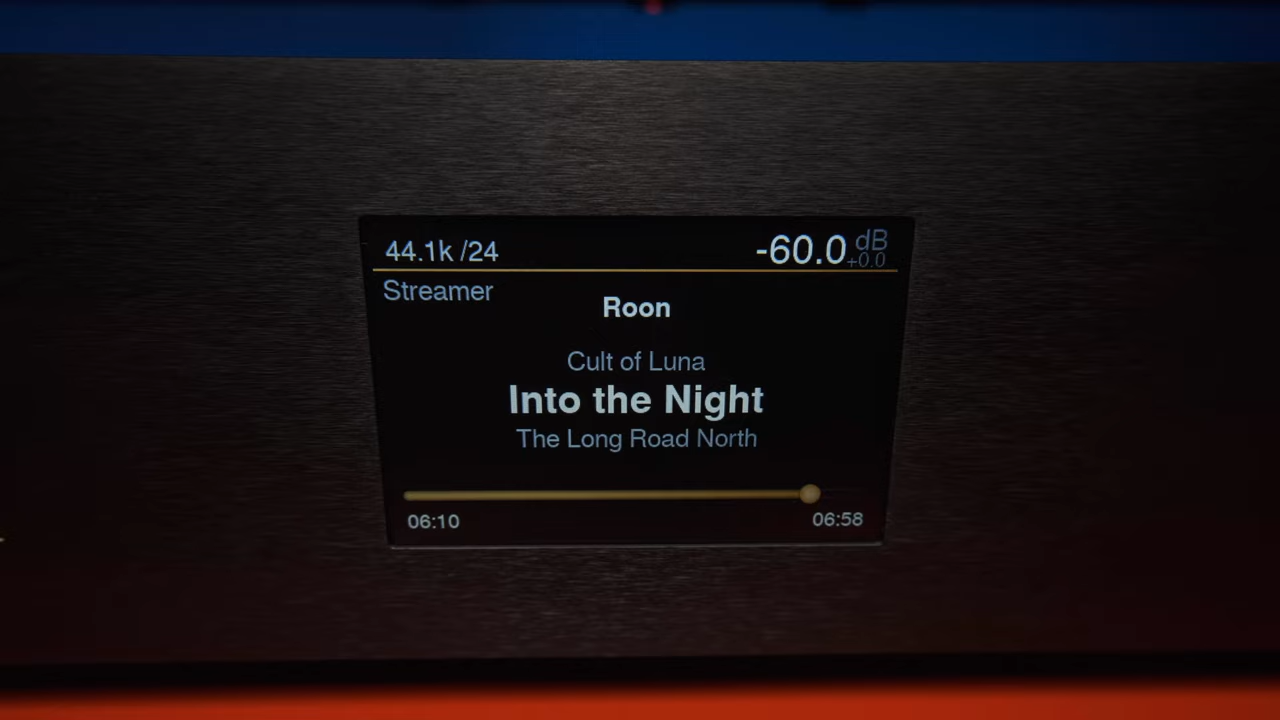 44.1k /24
-60.0 dB
+0.0
Streamer
Roon
Cult of Luna
Into the Night
The Long Road North
06:10
06:58